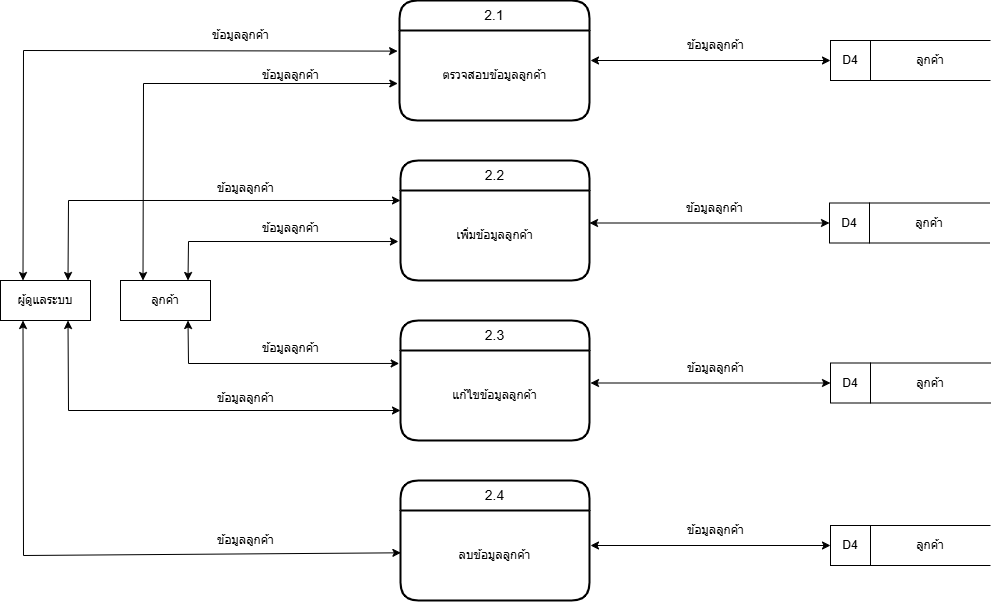 2.1
ข้อมูลลูกค้า
ข้อมูลลูกค้า
ตรวจสอบข้อมูลลูกค้า
ข้อมูลลูกค้า
D4
ลูกค้า
2.2
ข้อมูลลูกค้า
ข้อมูลลูกค้า
เพิ่มข้อมูลลูกค้า
ข้อมูลลูกค้า
D4
ลูกค้า
ผู้ดูแลระบบ
ลูกค้า
2.3
ข้อมูลลูกค้า
ข้อมูลลูกค้า
แก้ไขข้อมูลลูกค้า
ข้อมูลลูกค้า
D4
ลูกค้า
2.4
ข้อมูลลูกค้า
ลบข้อมูลลูกค้า
ข้อมูลลูกค้า
D4
ลูกค้า